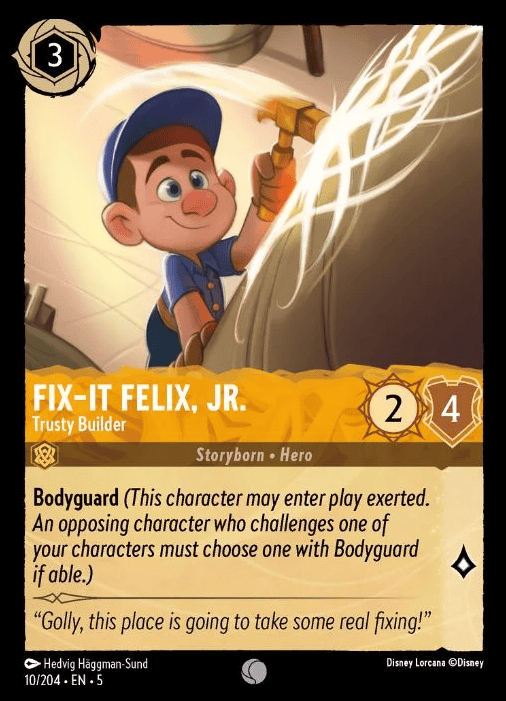 3
FIX-IT FELIX, JR.
Trusty Builder
2
4
Storyborn • Hero
Bodyguard (This character may enter play exerted.
An opposing character who challenges one of
your characters must choose one with Bodyguard
if able.)
“Golly, this place is going to take some real fixing!”
Hedvig Häggman-Sund
Disney Lorcana ©Disney
10/204 • EN • 5